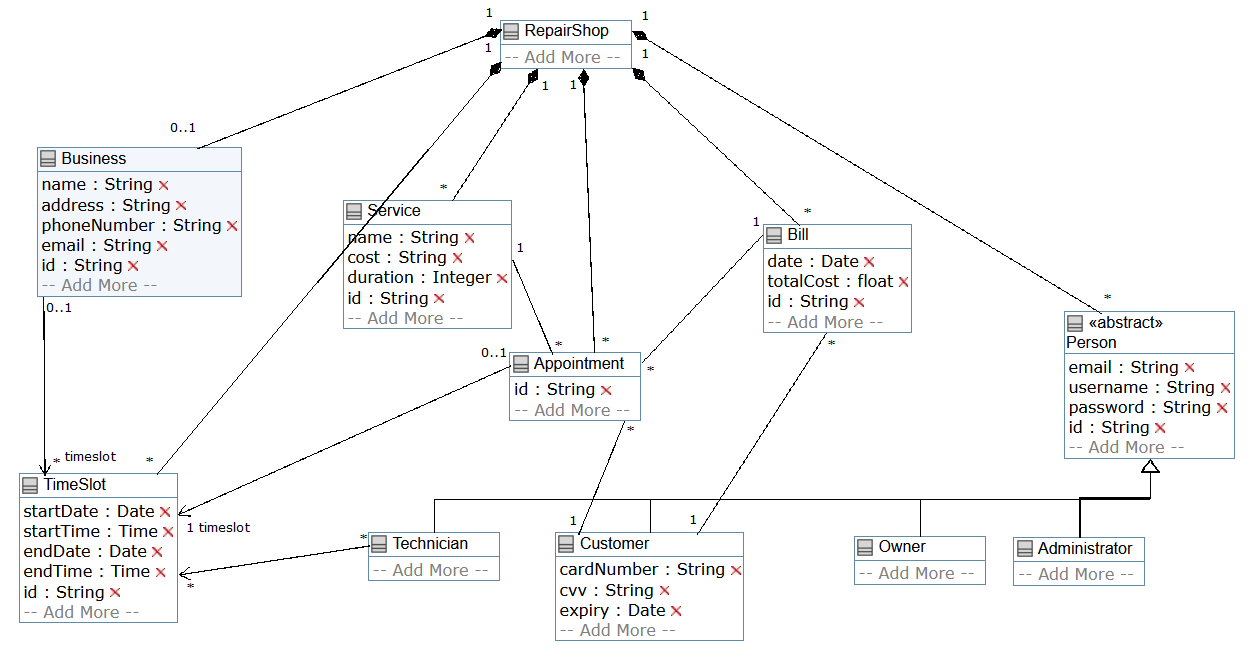 1
1
RepairShop
-- Add More --
1
1
1
1
0..1
*
*
*
Business
name : String
address : String
phoneNumber : String
email : String
id : String
-- Add More --
0..1
Service
name : String
cost : String
duration : Integer
id : String
-- Add More --
1
1
Bill
date : Date
totalCost : float
id : String
-- Add More --
*
«abstract»
Person
email : String
username : String
password : String
id : String
-- Add More --
0..1
*
*
*
Appointment
id : String
-- Add More --
*
* timeslot
*
TimeSlot
startDate : Date
startTime : Time
endDate : Date
endTime : Time
id : String
-- Add More --
1 timeslot
*
*
Technician
-- Add More --
1
1
Customer
cardNumber : String
cvv : String
expiry : Date
-- Add More --
Owner
-- Add More --
Administrator
-- Add More --